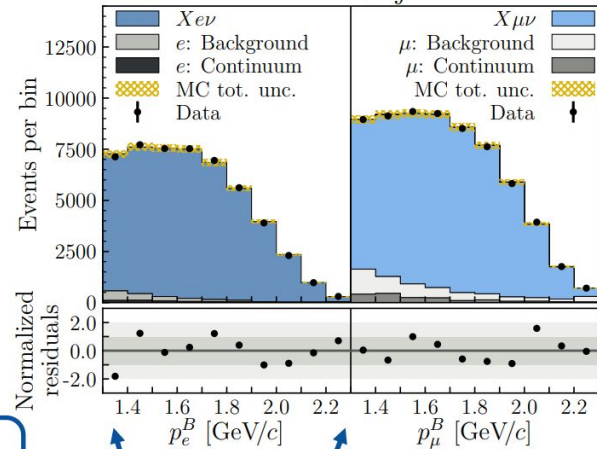 Xeν
e: Background
e: Continuum
MC tot. unc.
Data
Xμν
μ: Background
μ: Continuum
MC tot. unc.
Data
Events per bin
12500
10000
7500
5000
2500
0
Normalized
residuals
2.0
0.0
-2.0
1.4 1.6 1.8 2.0 2.2 1.4 1.6 1.8 2.0 2.2
p_e^B [GeV/c] p_μ^B [GeV/c]